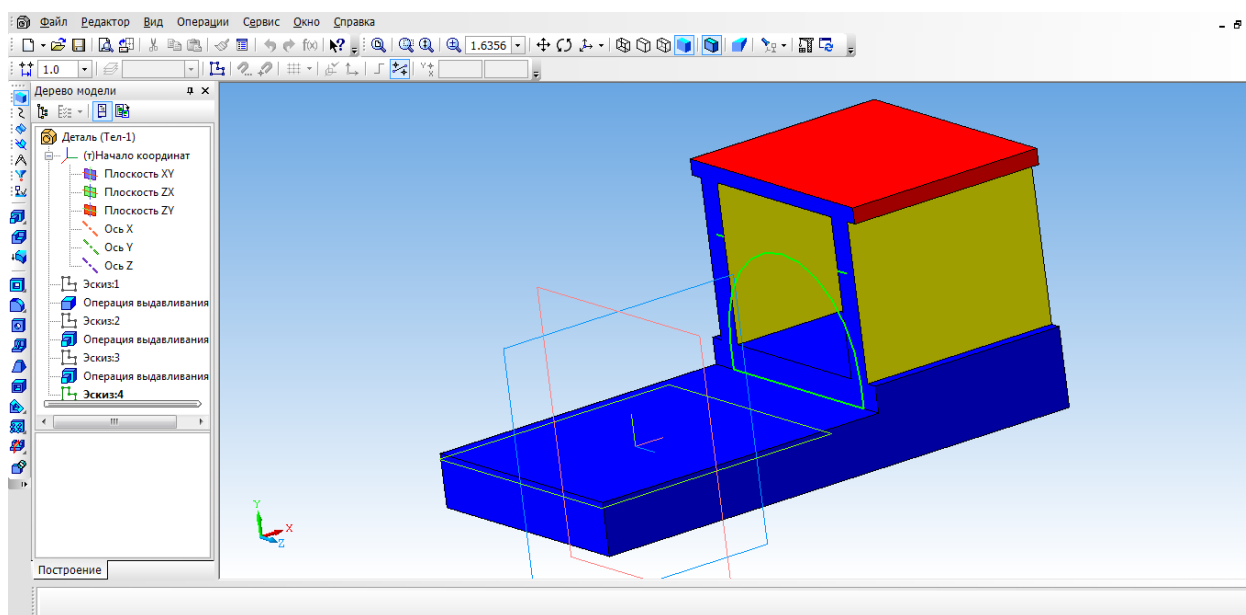 Файл Редактор Вид Операции Сервис Окно Справка
1.6356
1.0
Дерево модели
Деталь (Тел-1)
(т)Начало координат
Плоскость XY
Плоскость ZX
Плоскость ZY
Ось X
Ось Y
Ось Z
Эскиз:1
Операция выдавливания
Эскиз:2
Операция выдавливания
Эскиз:3
Операция выдавливания
Эскиз:4
Y
X
Z
Построение